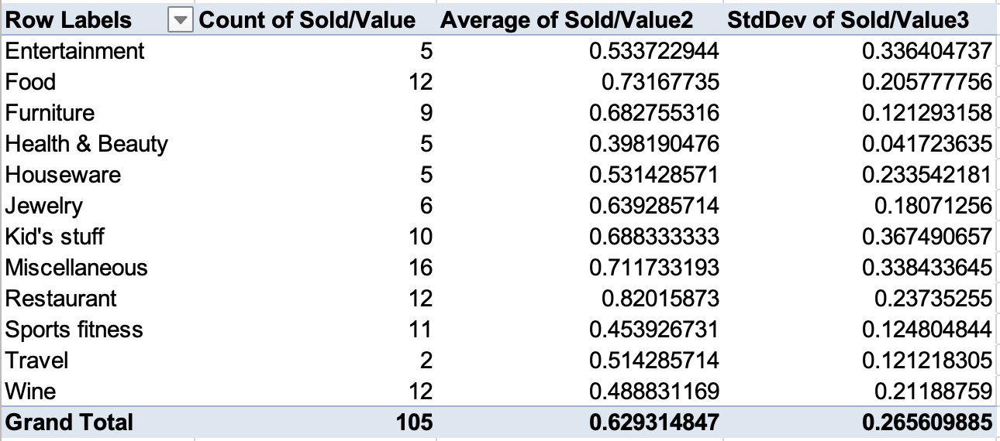 Row Labels Count of Sold/Value Average of Sold/Value2 StdDev of Sold/Value3
Entertainment 5 0.533722944 0.336404737
Food 12 0.73167735 0.205777756
Furniture 9 0.682755316 0.121293158
Health & Beauty 5 0.398190476 0.041723635
Houseware 5 0.531428571 0.233542181
Jewelry 6 0.639285714 0.18071256
Kid's stuff 10 0.688333333 0.367490657
Miscellaneous 16 0.711733193 0.338433645
Restaurant 12 0.82015873 0.23735255
Sports fitness 11 0.453926731 0.124804844
Travel 2 0.514285714 0.121218305
Wine 12 0.488831169 0.21188759
Grand Total 105 0.629314847 0.265609885